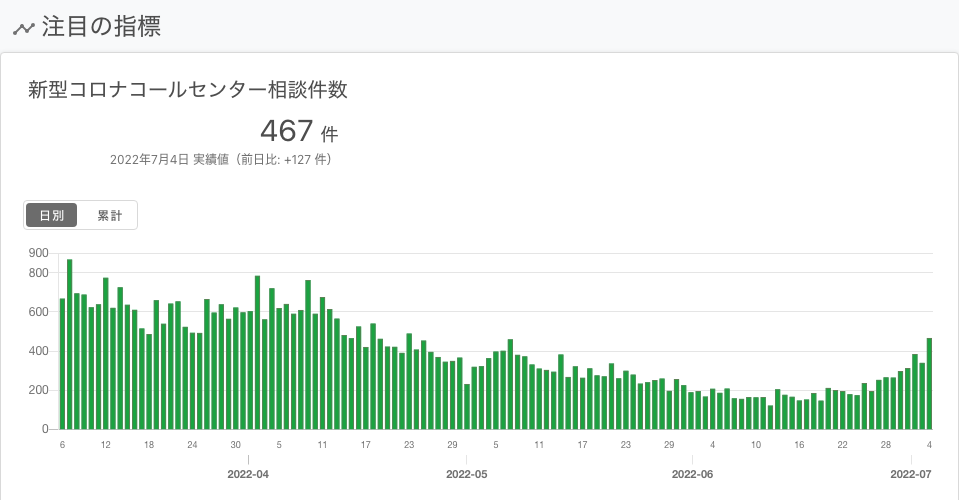 注目の指標
新型コロナコールセンター相談件数
467 件
2022年7月4日 実績値（前日比: +127 件）
日別 累計
900
800
600
400
200
0
6 12 18 24 30 5 11 17 23 29 5 11 17 23 29 4 10 16 22 28 4
2022-04 2022-05 2022-06 2022-07